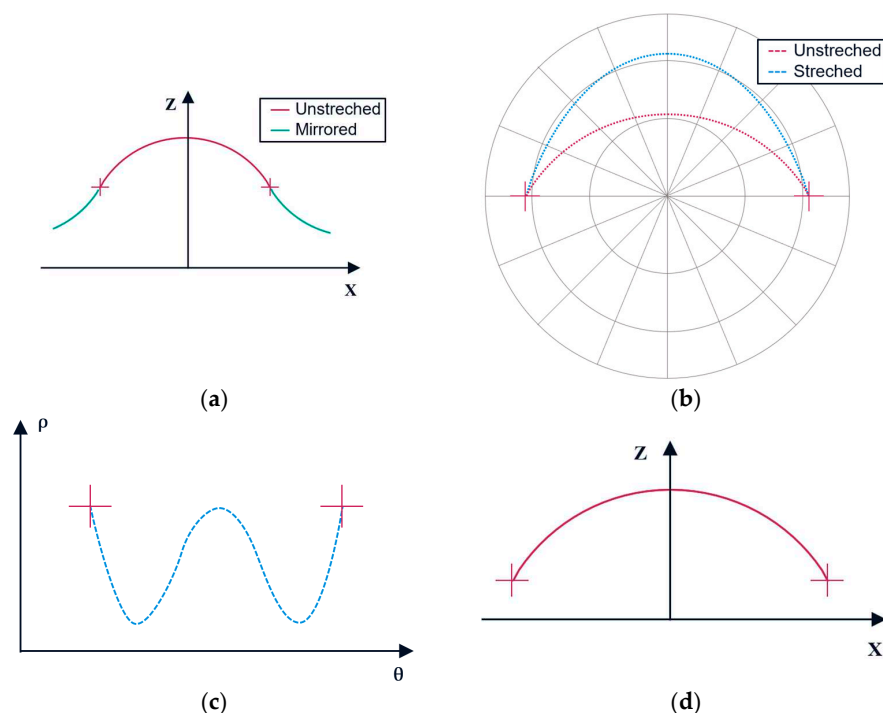 Z
Unstreched
Mirrored
X
(a)
Unstreched
Streched
(b)
ρ
θ
(c)
Z
X
(d)